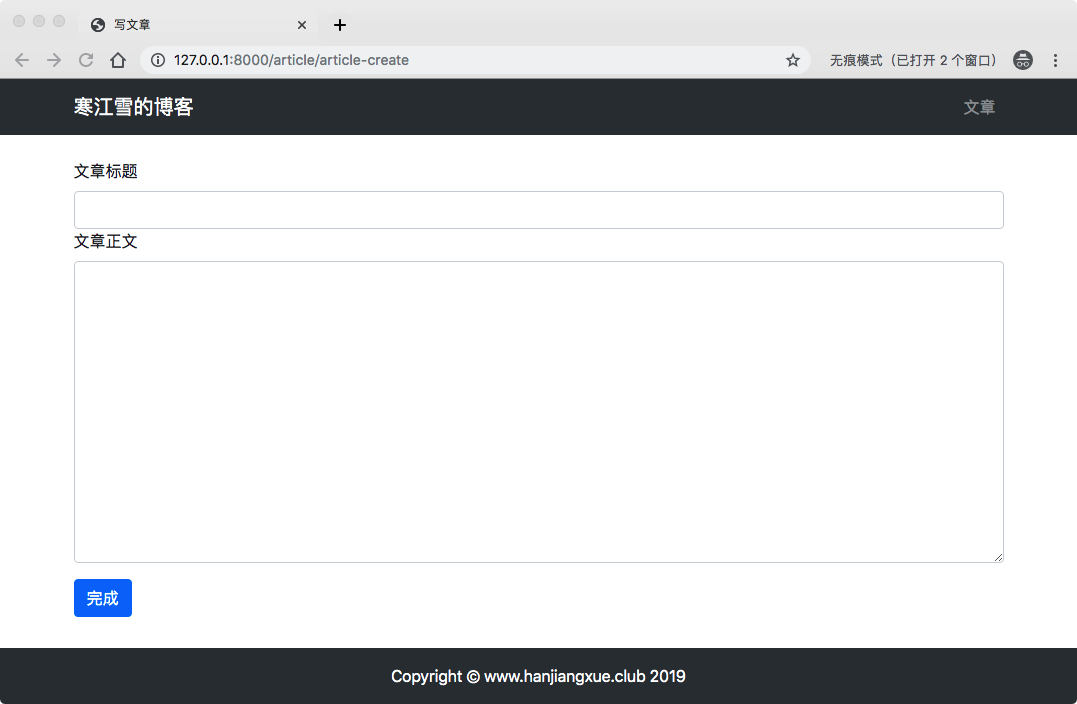 写文章
127.0.0.1:8000/article/article-create
无痕模式（已打开 2 个窗口）
寒江雪的博客
文章
文章标题
文章正文
完成
Copyright © www.hanjiangxue.club 2019